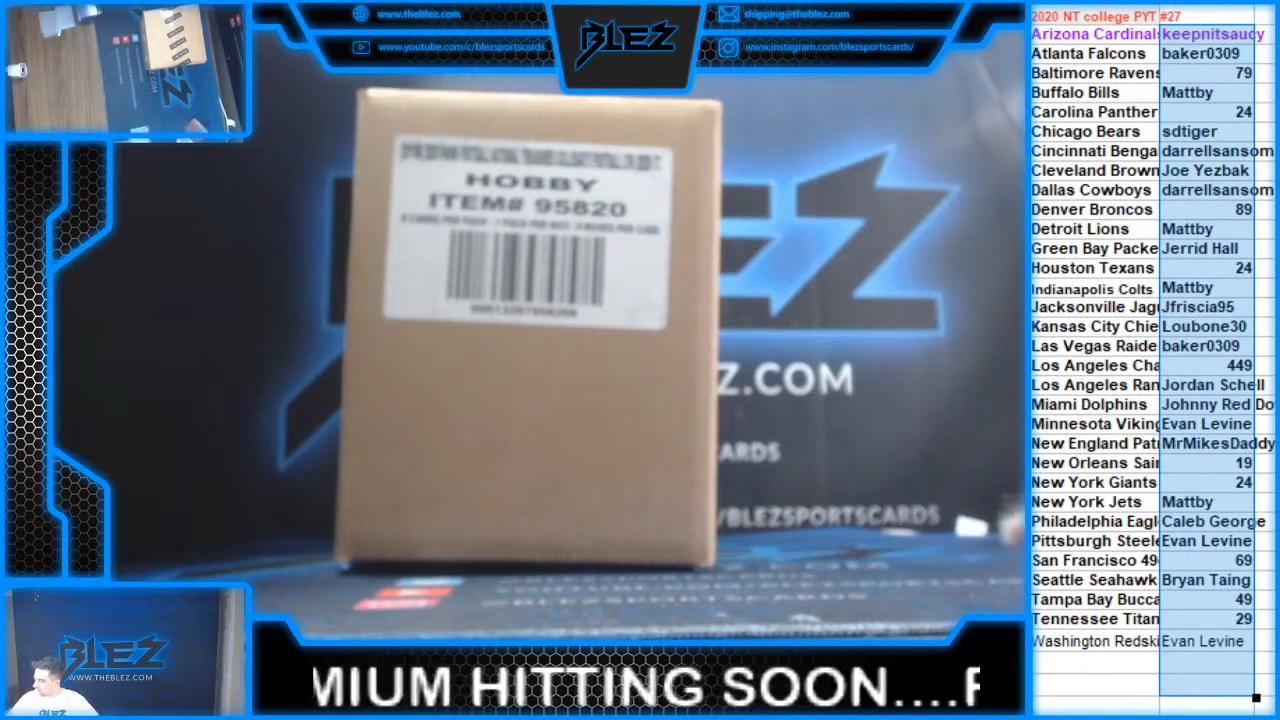 www.theblez.com
shipping@theblez.com
www.youtube.com/c/blezsportscards
www.instagram.com/blezsportscards/
BLEZ
HOBBY
ITEM# 95820
EZ
Z.COM
ARDS
/BLEZSPORTSCARDS
@BLEZSPORTSCARDS
BLEZ
WWW.THEBLEZ.COM
MIUM HITTING SOON....F
2020 NT college PYT #27
Arizona Cardinals keepnitsaucy
Atlanta Falcons baker0309
Baltimore Ravens 79
Buffalo Bills Mattby
Carolina Panther 24
Chicago Bears sdtiger
Cincinnati Benga darrellsansom
Cleveland Brown Joe Yezbak
Dallas Cowboys darrellsansom
Denver Broncos 89
Detroit Lions Mattby
Green Bay Packe Jerrid Hall
Houston Texans 24
Indianapolis Colts Mattby
Jacksonville Jagu Jfriscia95
Kansas City Chie Loubone30
Las Vegas Raide baker0309
Los Angeles Cha 449
Los Angeles Ran Jordan Schell
Miami Dolphins Johnny Red Do
Minnesota Viking Evan Levine
New England Patr MrMikesDaddy
New Orleans Sain 19
New York Giants 24
New York Jets Mattby
Philadelphia Eagl Caleb George
Pittsburgh Steele Evan Levine
San Francisco 49 69
Seattle Seahawk Bryan Taing
Tampa Bay Bucca 49
Tennessee Titan 29
Washington Redski Evan Levine